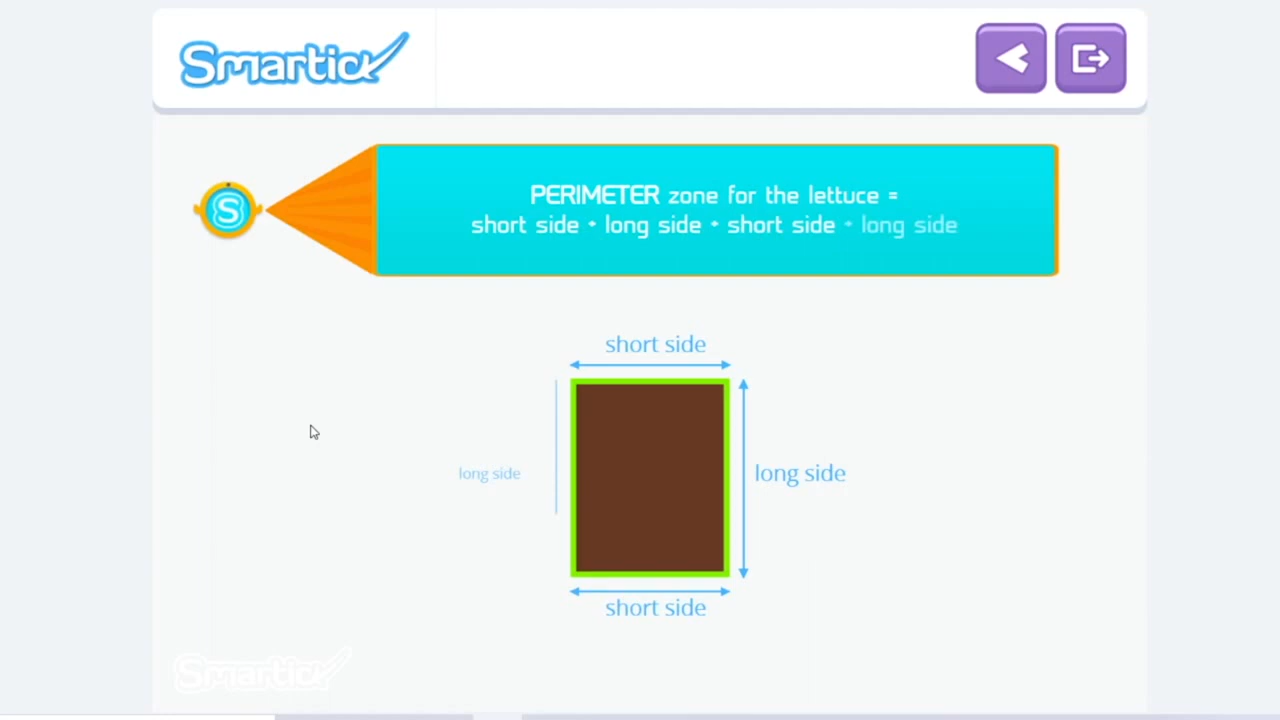 Smartick
S
PERIMETER zone for the lettuce =
short side + long side + short side + long side
short side
long side
long side
short side
Smartick